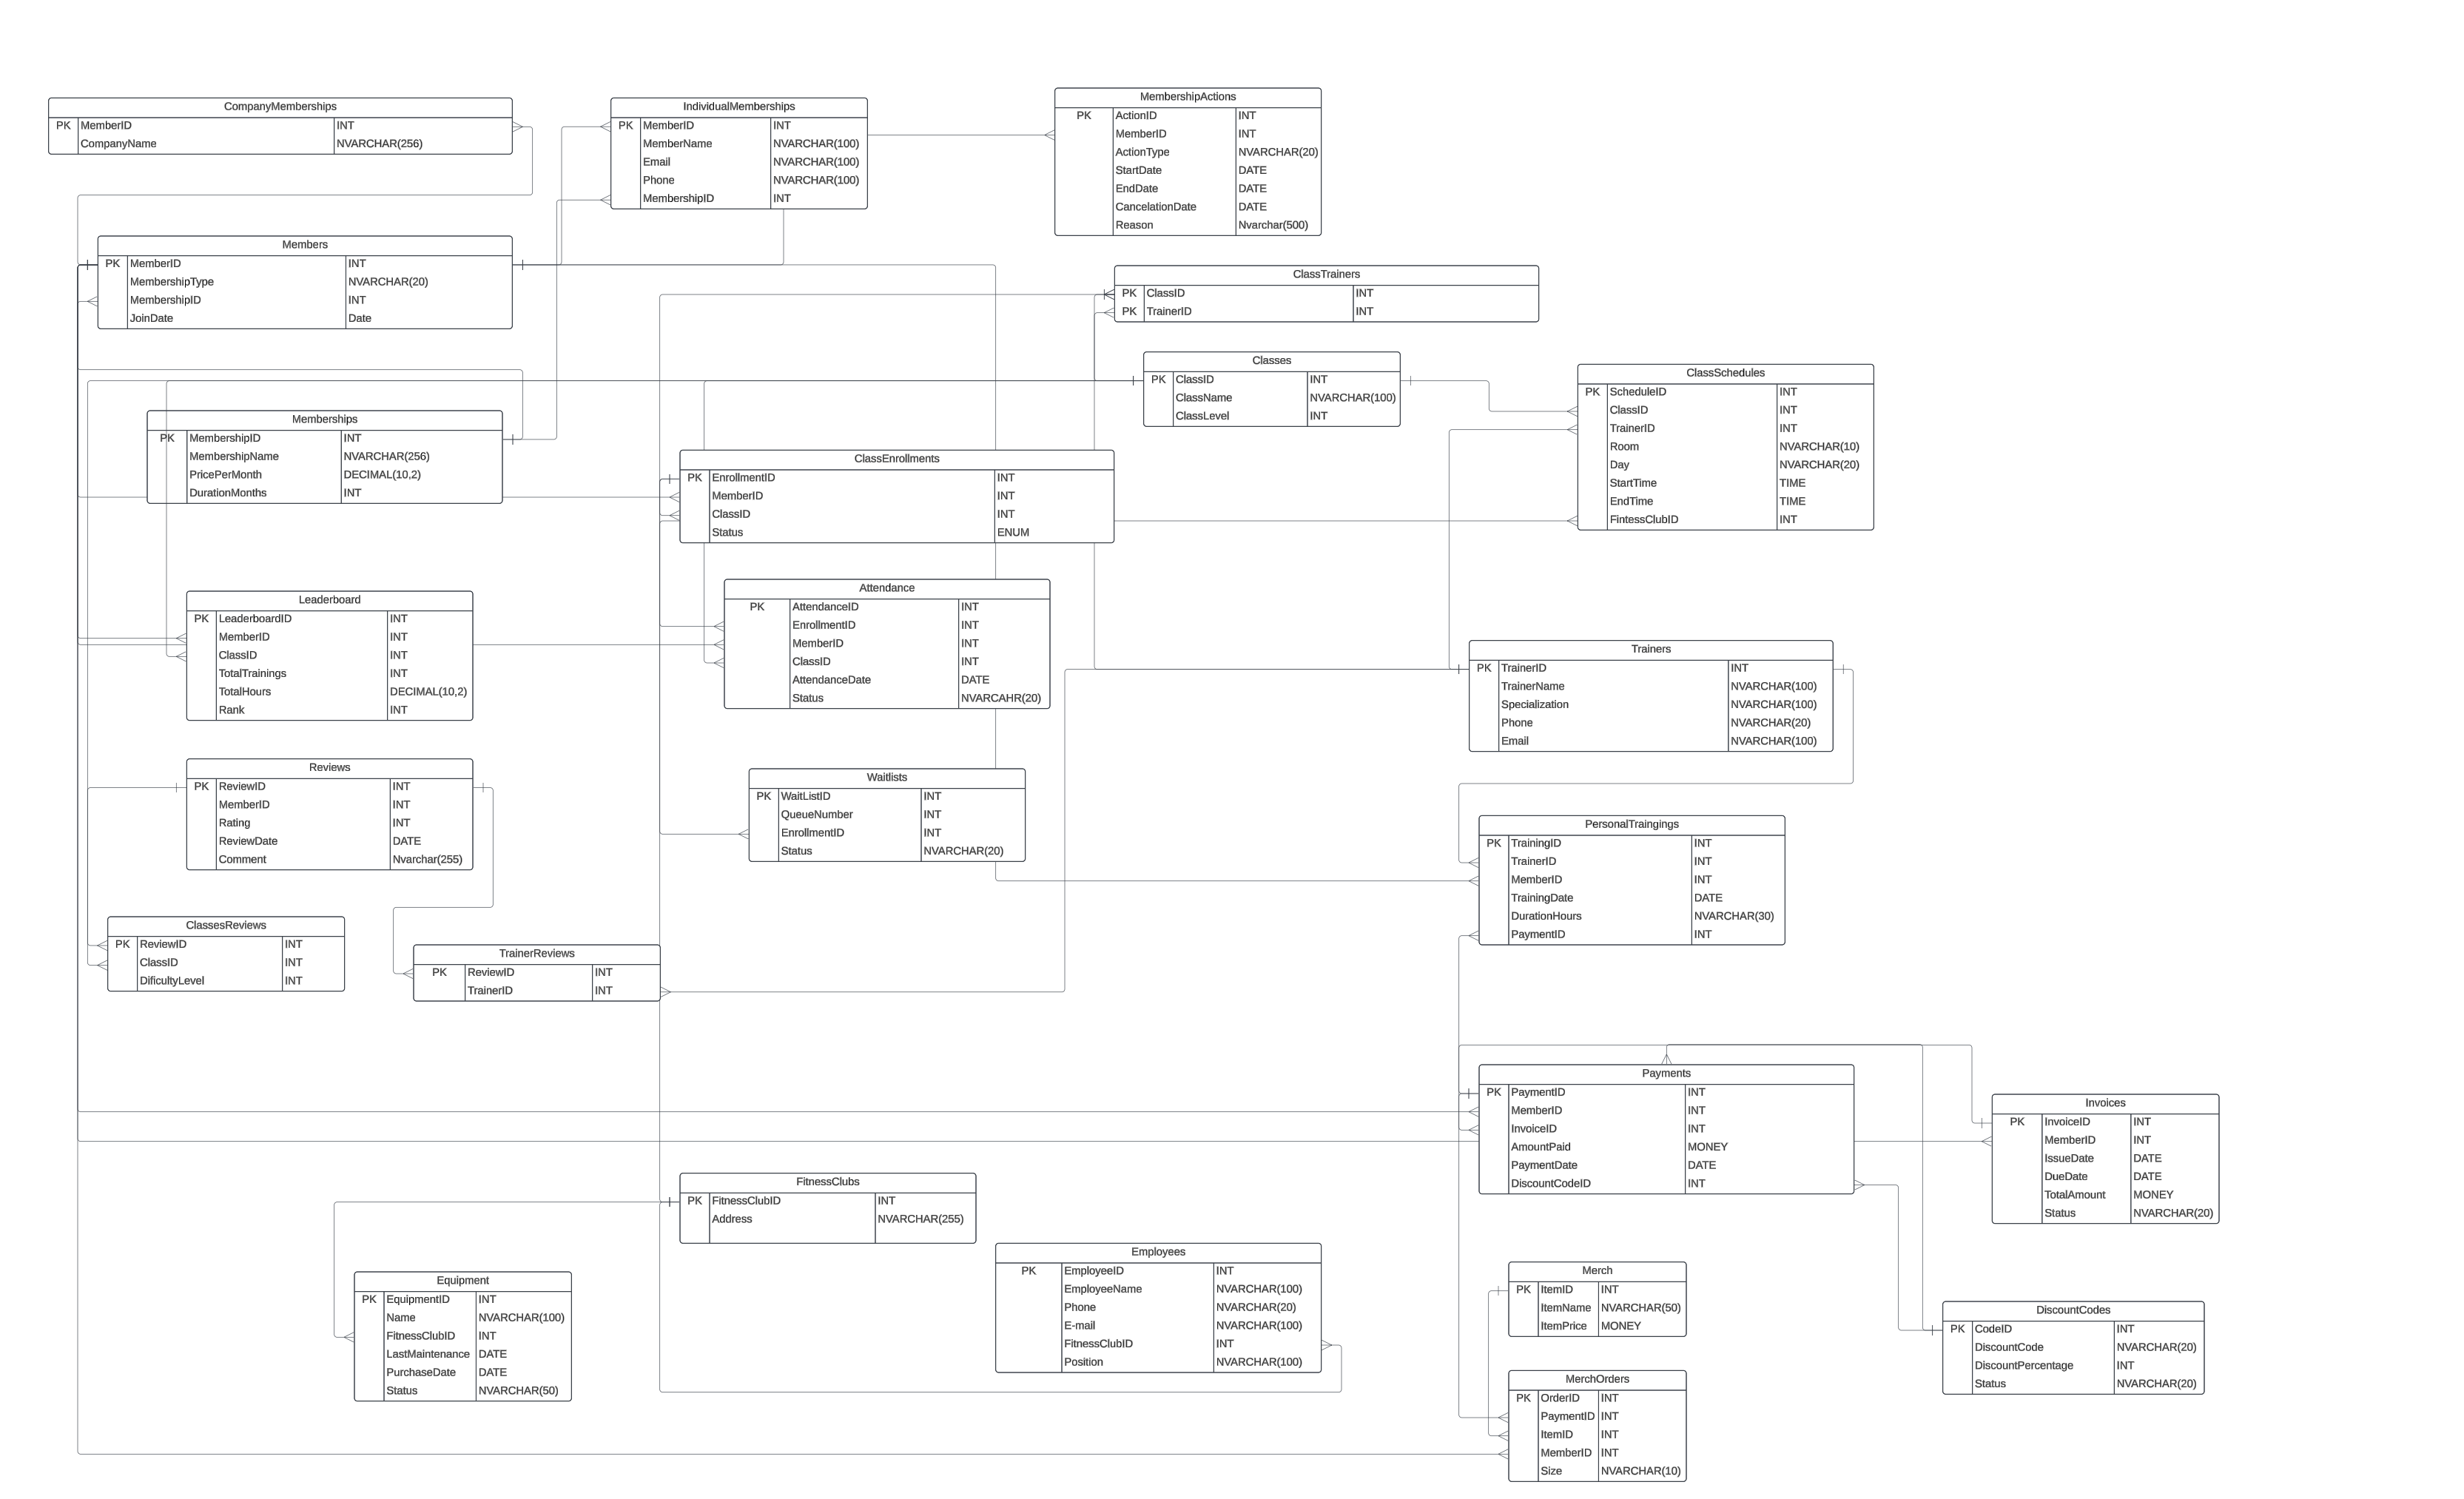 CompanyMemberships
PK MemberID INT
CompanyName NVARCHAR(256)
IndividualMemberships
PK MemberID INT
MemberName NVARCHAR(100)
Email NVARCHAR(100)
Phone NVARCHAR(100)
MembershipID INT
MembershipActions
PK ActionID INT
MemberID INT
ActionType NVARCHAR(20)
StartDate DATE
EndDate DATE
CancelationDate DATE
Reason Nvarchar(500)
Members
PK MemberID INT
MembershipType NVARCHAR(20)
MembershipID INT
JoinDate Date
ClassTrainers
PK ClassID INT
PK TrainerID INT
Classes
PK ClassID INT
ClassName NVARCHAR(100)
ClassLevel INT
ClassSchedules
PK ScheduleID INT
ClassID INT
TrainerID INT
Room NVARCHAR(10)
Day NVARCHAR(20)
StartTime TIME
EndTime TIME
FintessClubID INT
Memberships
PK MembershipID INT
MembershipName NVARCHAR(256)
PricePerMonth DECIMAL(10,2)
DurationMonths INT
ClassEnrollments
PK EnrollmentID INT
MemberID INT
ClassID INT
Status ENUM
Leaderboard
PK LeaderboardID INT
MemberID INT
ClassID INT
TotalTrainings INT
TotalHours DECIMAL(10,2)
Rank INT
Attendance
PK AttendanceID INT
EnrollmentID INT
MemberID INT
ClassID INT
AttendanceDate DATE
Status NVARCAHR(20)
Trainers
PK TrainerID INT
TrainerName NVARCHAR(100)
Specialization NVARCHAR(100)
Phone NVARCHAR(20)
Email NVARCHAR(100)
Reviews
PK ReviewID INT
MemberID INT
Rating INT
ReviewDate DATE
Comment Nvarchar(255)
Waitlists
PK WaitListID INT
QueueNumber INT
EnrollmentID INT
Status NVARCHAR(20)
PersonalTraingings
PK TrainingID INT
TrainerID INT
MemberID INT
TrainingDate DATE
DurationHours NVARCHAR(30)
PaymentID INT
ClassesReviews
PK ReviewID INT
ClassID INT
DificultyLevel INT
TrainerReviews
PK ReviewID INT
TrainerID INT
Payments
PK PaymentID INT
MemberID INT
InvoiceID INT
AmountPaid MONEY
PaymentDate DATE
DiscountCodeID INT
Invoices
PK InvoiceID INT
MemberID INT
IssueDate DATE
DueDate DATE
TotalAmount MONEY
Status NVARCHAR(20)
FitnessClubs
PK FitnessClubID INT
Address NVARCHAR(255)
Employees
PK EmployeeID INT
EmployeeName NVARCHAR(100)
Phone NVARCHAR(20)
E-mail NVARCHAR(100)
FitnessClubID INT
Position NVARCHAR(100)
Equipment
PK EquipmentID INT
Name NVARCHAR(100)
FitnessClubID INT
LastMaintenance DATE
PurchaseDate DATE
Status NVARCHAR(50)
Merch
PK ItemID INT
ItemName NVARCHAR(50)
ItemPrice MONEY
DiscountCodes
PK CodeID INT
DiscountCode NVARCHAR(20)
DiscountPercentage INT
Status NVARCHAR(20)
MerchOrders
PK OrderID INT
PaymentID INT
ItemID INT
MemberID INT
Size NVARCHAR(10)